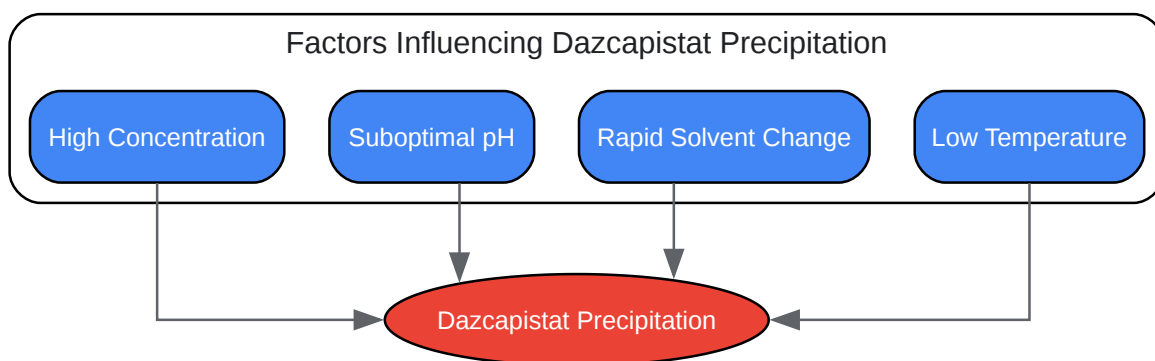 Factors Influencing Dazcapistat Precipitation
High Concentration
Suboptimal pH
Rapid Solvent Change
Low Temperature
Dazcapistat Precipitation